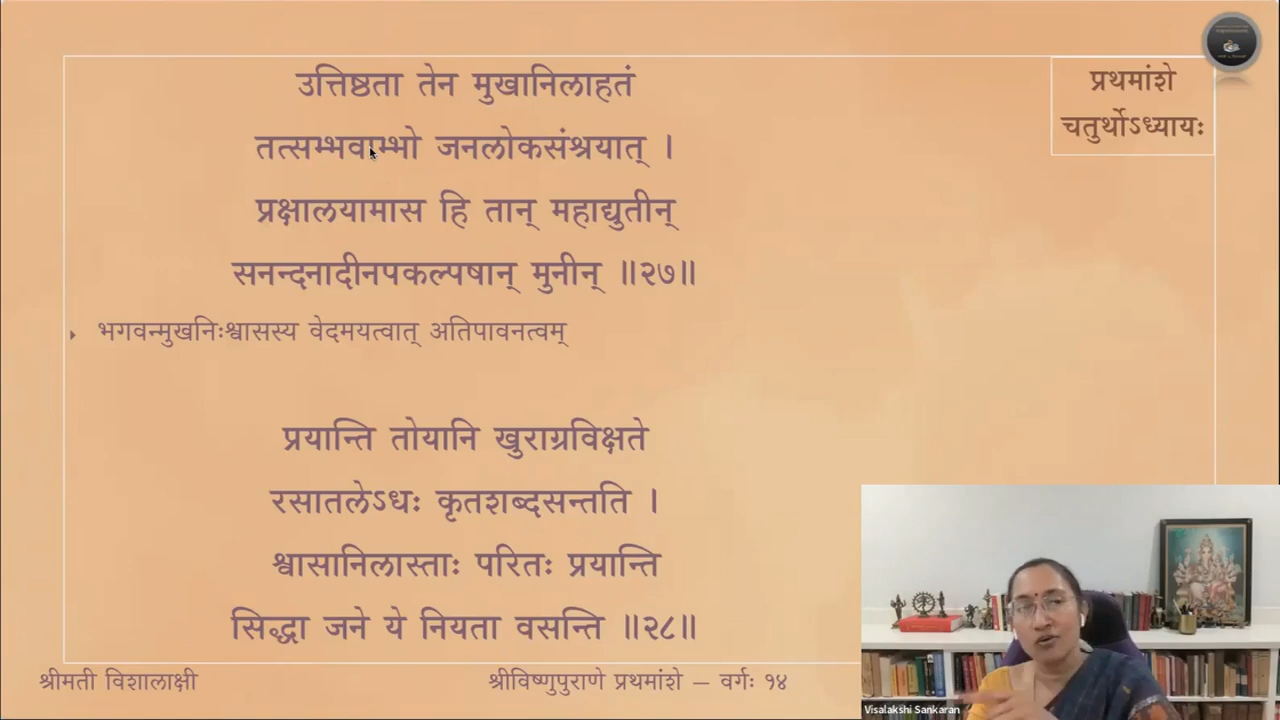 उत्तिष्ठता तेन मुखानिलाहतं
तत्सम्भवाम्भो जनलोकसंश्रयात् ।
प्रक्षालयामास हि तान् महाद्युतीन्
सनन्दनादीनपकल्पषान् मुनीन् ॥२७॥
भगवन्मुखनिःश्वासस्य वेदमयत्वात् अतिपावनत्वम्
प्रयान्ति तोयानि खुराग्रविक्षते
रसातलेऽधः कृतशब्दसन्तति ।
श्वासानिलास्ताः परितः प्रयान्ति
सिद्धा जने ये नियता वसन्ति ॥२८॥
प्रथमांशे
चतुर्थोऽध्यायः
श्रीमती विशालाक्षी
श्रीविष्णुपुराणे प्रथमांशे – वर्गः १४
Visalakshi Sankaran